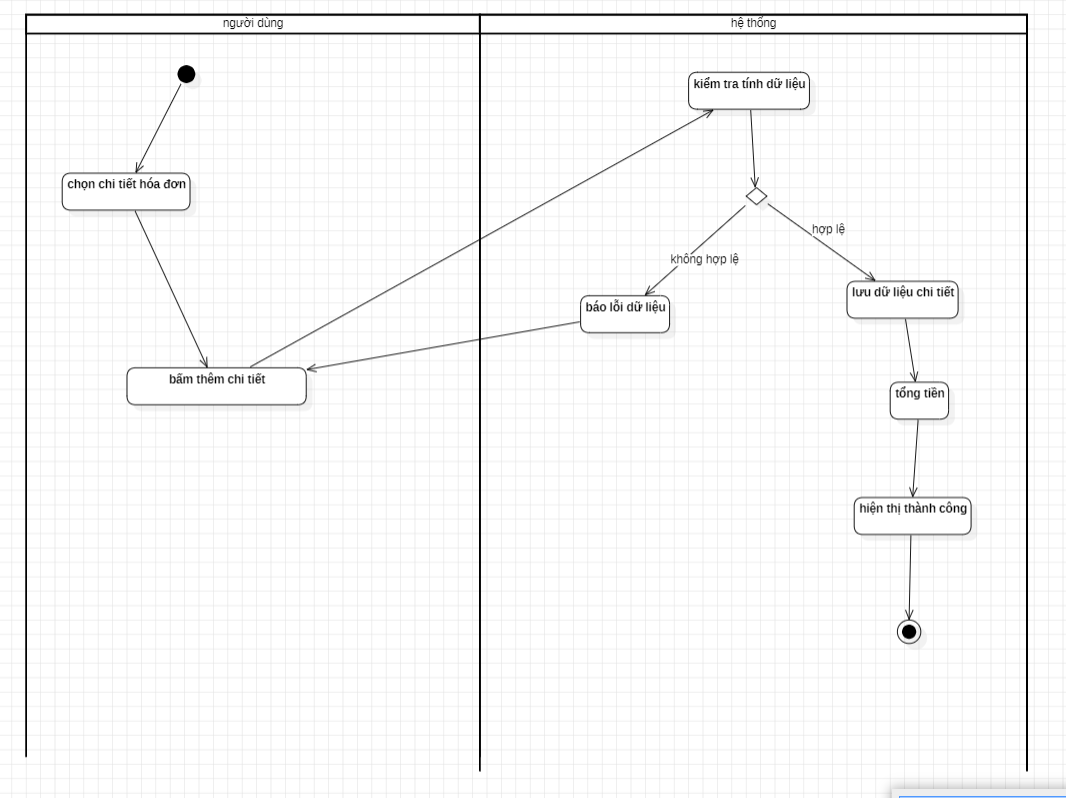 người dùng
hệ thống
kiểm tra tính dữ liệu
chọn chi tiết hóa đơn
hợp lệ
không hợp lệ
lưu dữ liệu chi tiết
báo lỗi dữ liệu
bấm thêm chi tiết
tổng tiền
hiện thị thành công